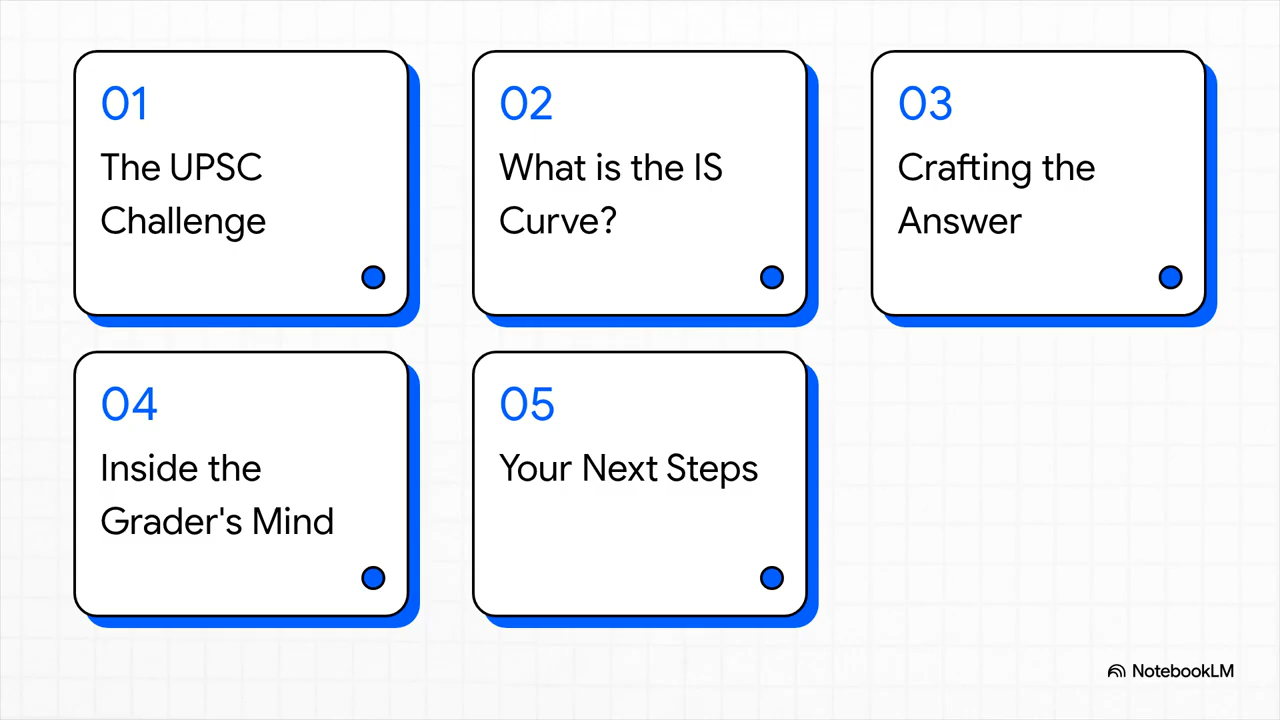 01
The UPSC
Challenge
02
What is the IS
Curve?
03
Crafting the
Answer
04
Inside the
Grader's Mind
05
Your Next Steps
NotebookLM